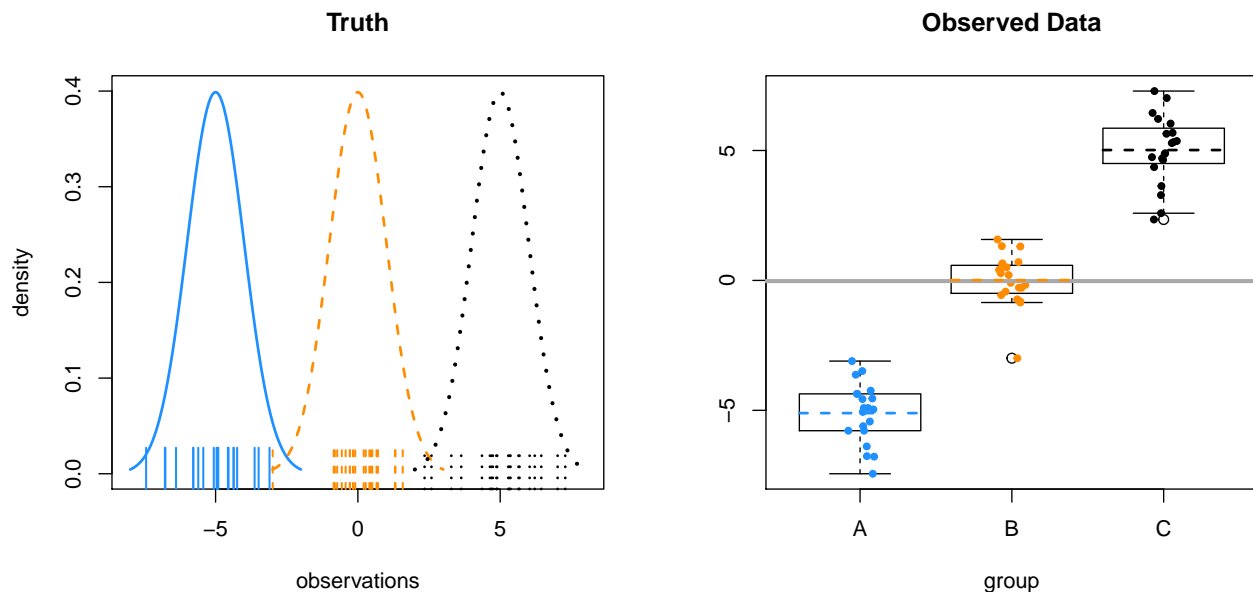 Truth
0.4
0.3
0.2
0.1
0.0
density
−5 0 5
observations
Observed Data
5
0
−5
A B C
group